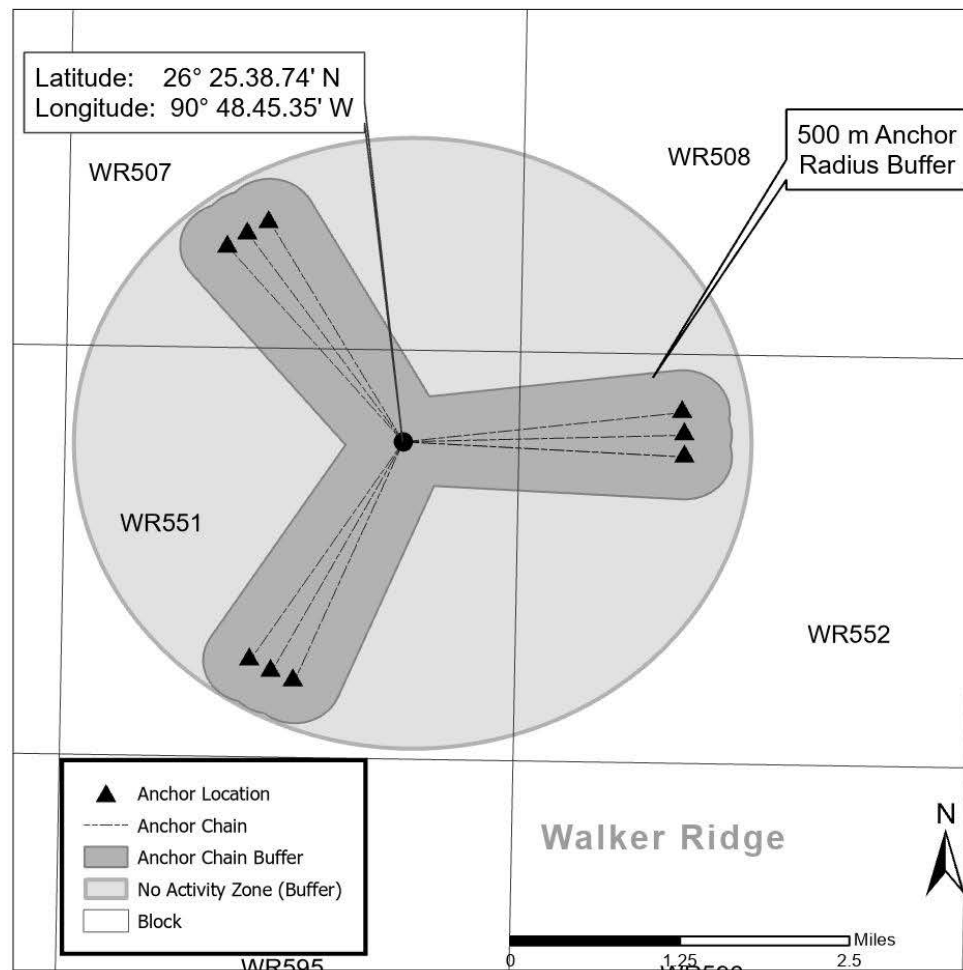 Latitude: 26° 25.38.74' N
Longitude: 90° 48.45.35' W
500 m Anchor
Radius Buffer
WR507
WR508
WR551
WR552
Anchor Location
Anchor Chain
Anchor Chain Buffer
No Activity Zone (Buffer)
Block
Walker Ridge
N
Miles
0 1.25 2.5
WR595